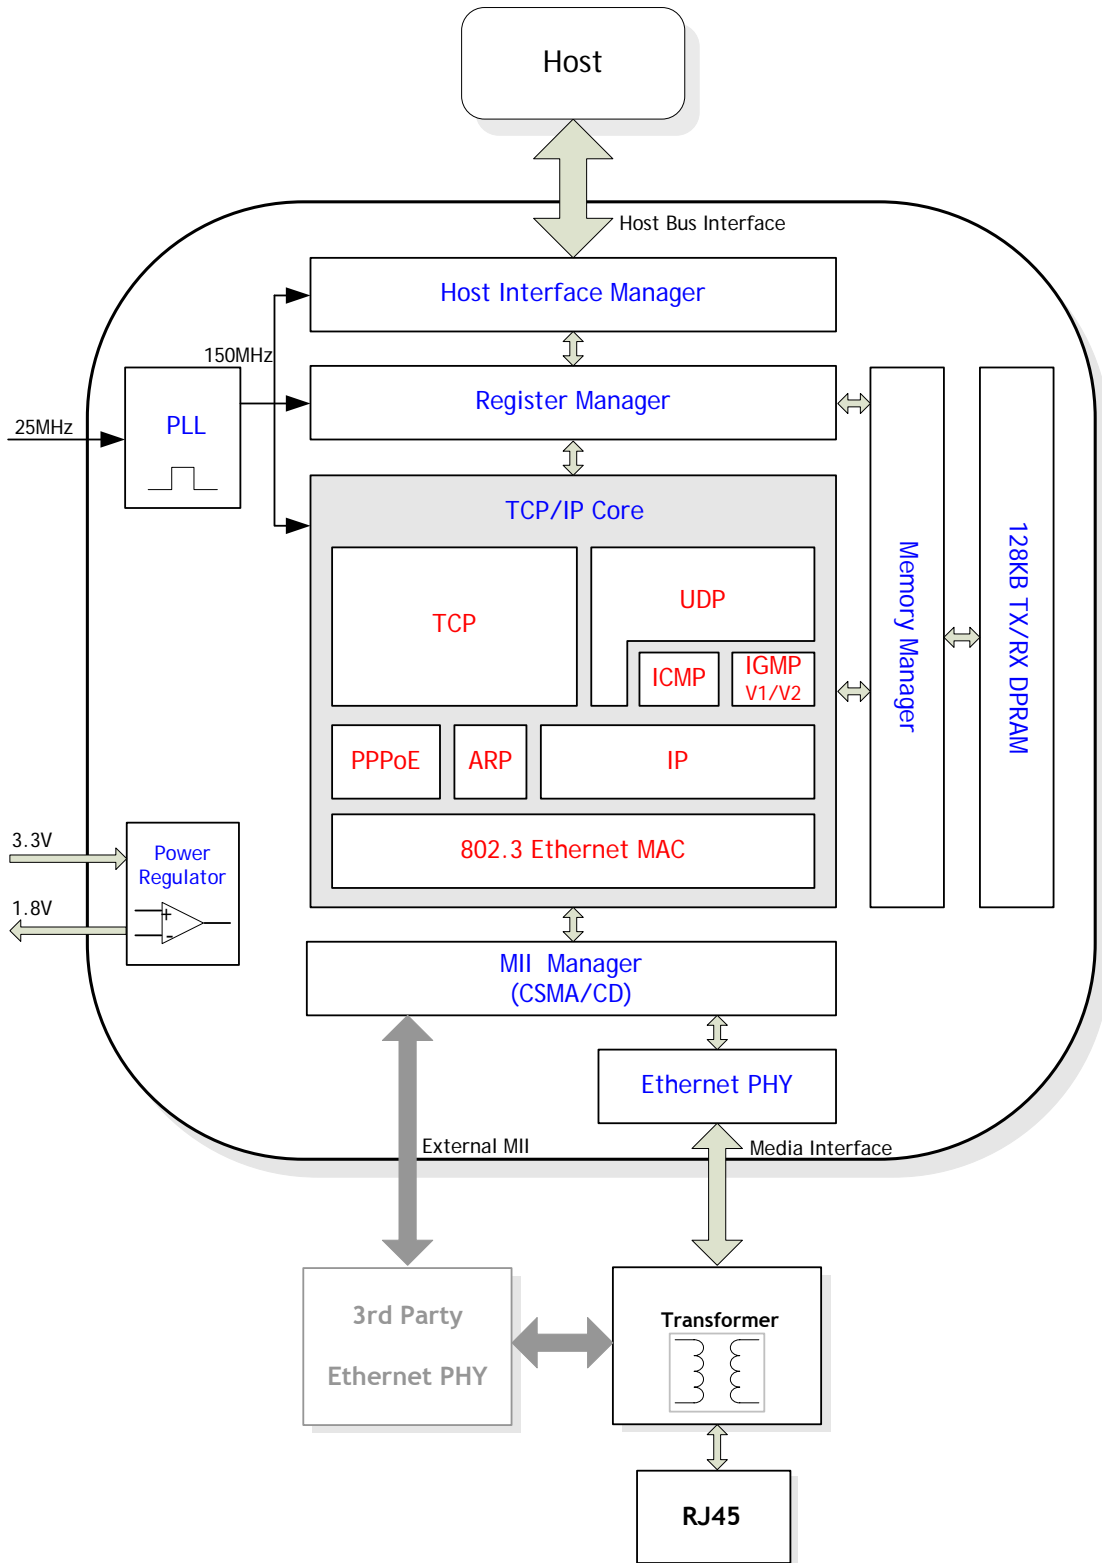 Host
Host Bus Interface
Host Interface Manager
150MHz
Register Manager
PLL
25MHz
TCP/IP Core
TCP
UDP
ICMP
IGMP
V1/V2
PPPoE
ARP
IP
802.3 Ethernet MAC
Memory Manager
128KB TX/RX DPRAM
3.3V
Power
Regulator
+
-
1.8V
MII Manager
(CSMA/CD)
Ethernet PHY
External MII
Media Interface
3rd Party
Ethernet PHY
Transformer
RJ45